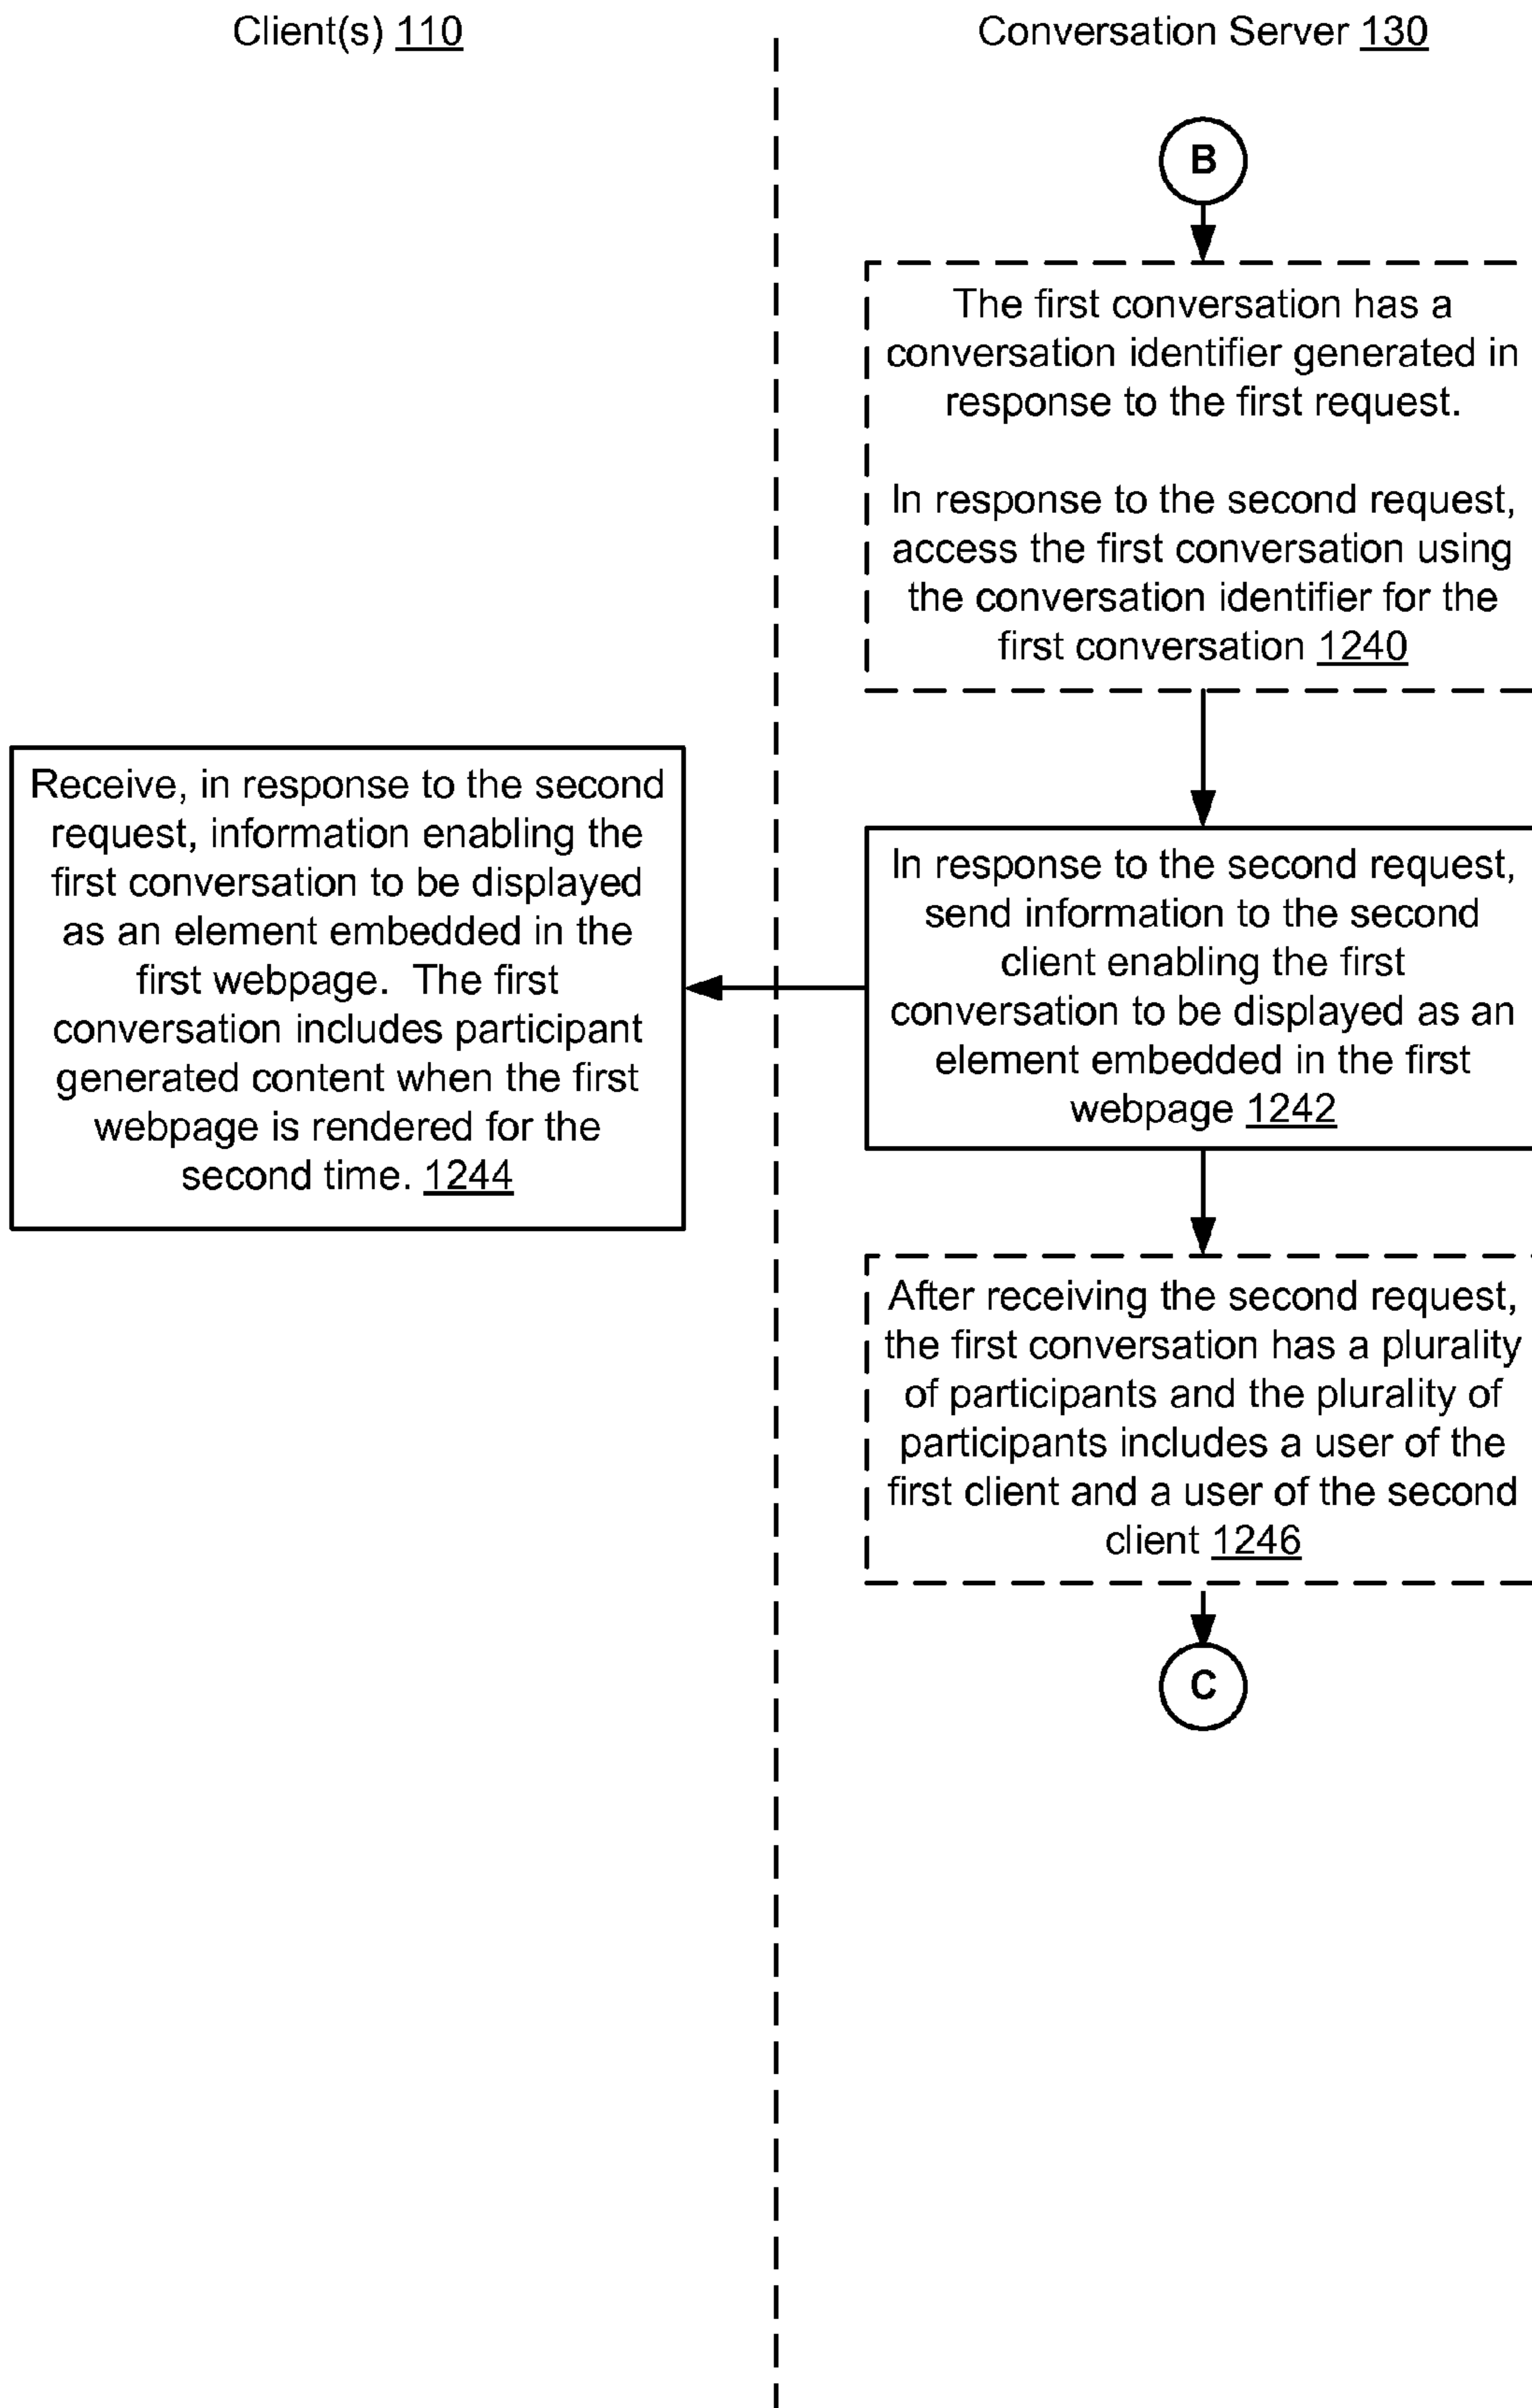 Client(s) 110
Conversation Server 130
B
The first conversation has a
conversation identifier generated in
response to the first request.
In response to the second request,
access the first conversation using
the conversation identifier for the
first conversation 1240
Receive, in response to the second
request, information enabling the
first conversation to be displayed
as an element embedded in the
first webpage.  The first
conversation includes participant
generated content when the first
webpage is rendered for the
second time. 1244
In response to the second request,
send information to the second
client enabling the first
conversation to be displayed as an
element embedded in the first
webpage 1242
After receiving the second request,
the first conversation has a plurality
of participants and the plurality of
participants includes a user of the
first client and a user of the second
client 1246
C